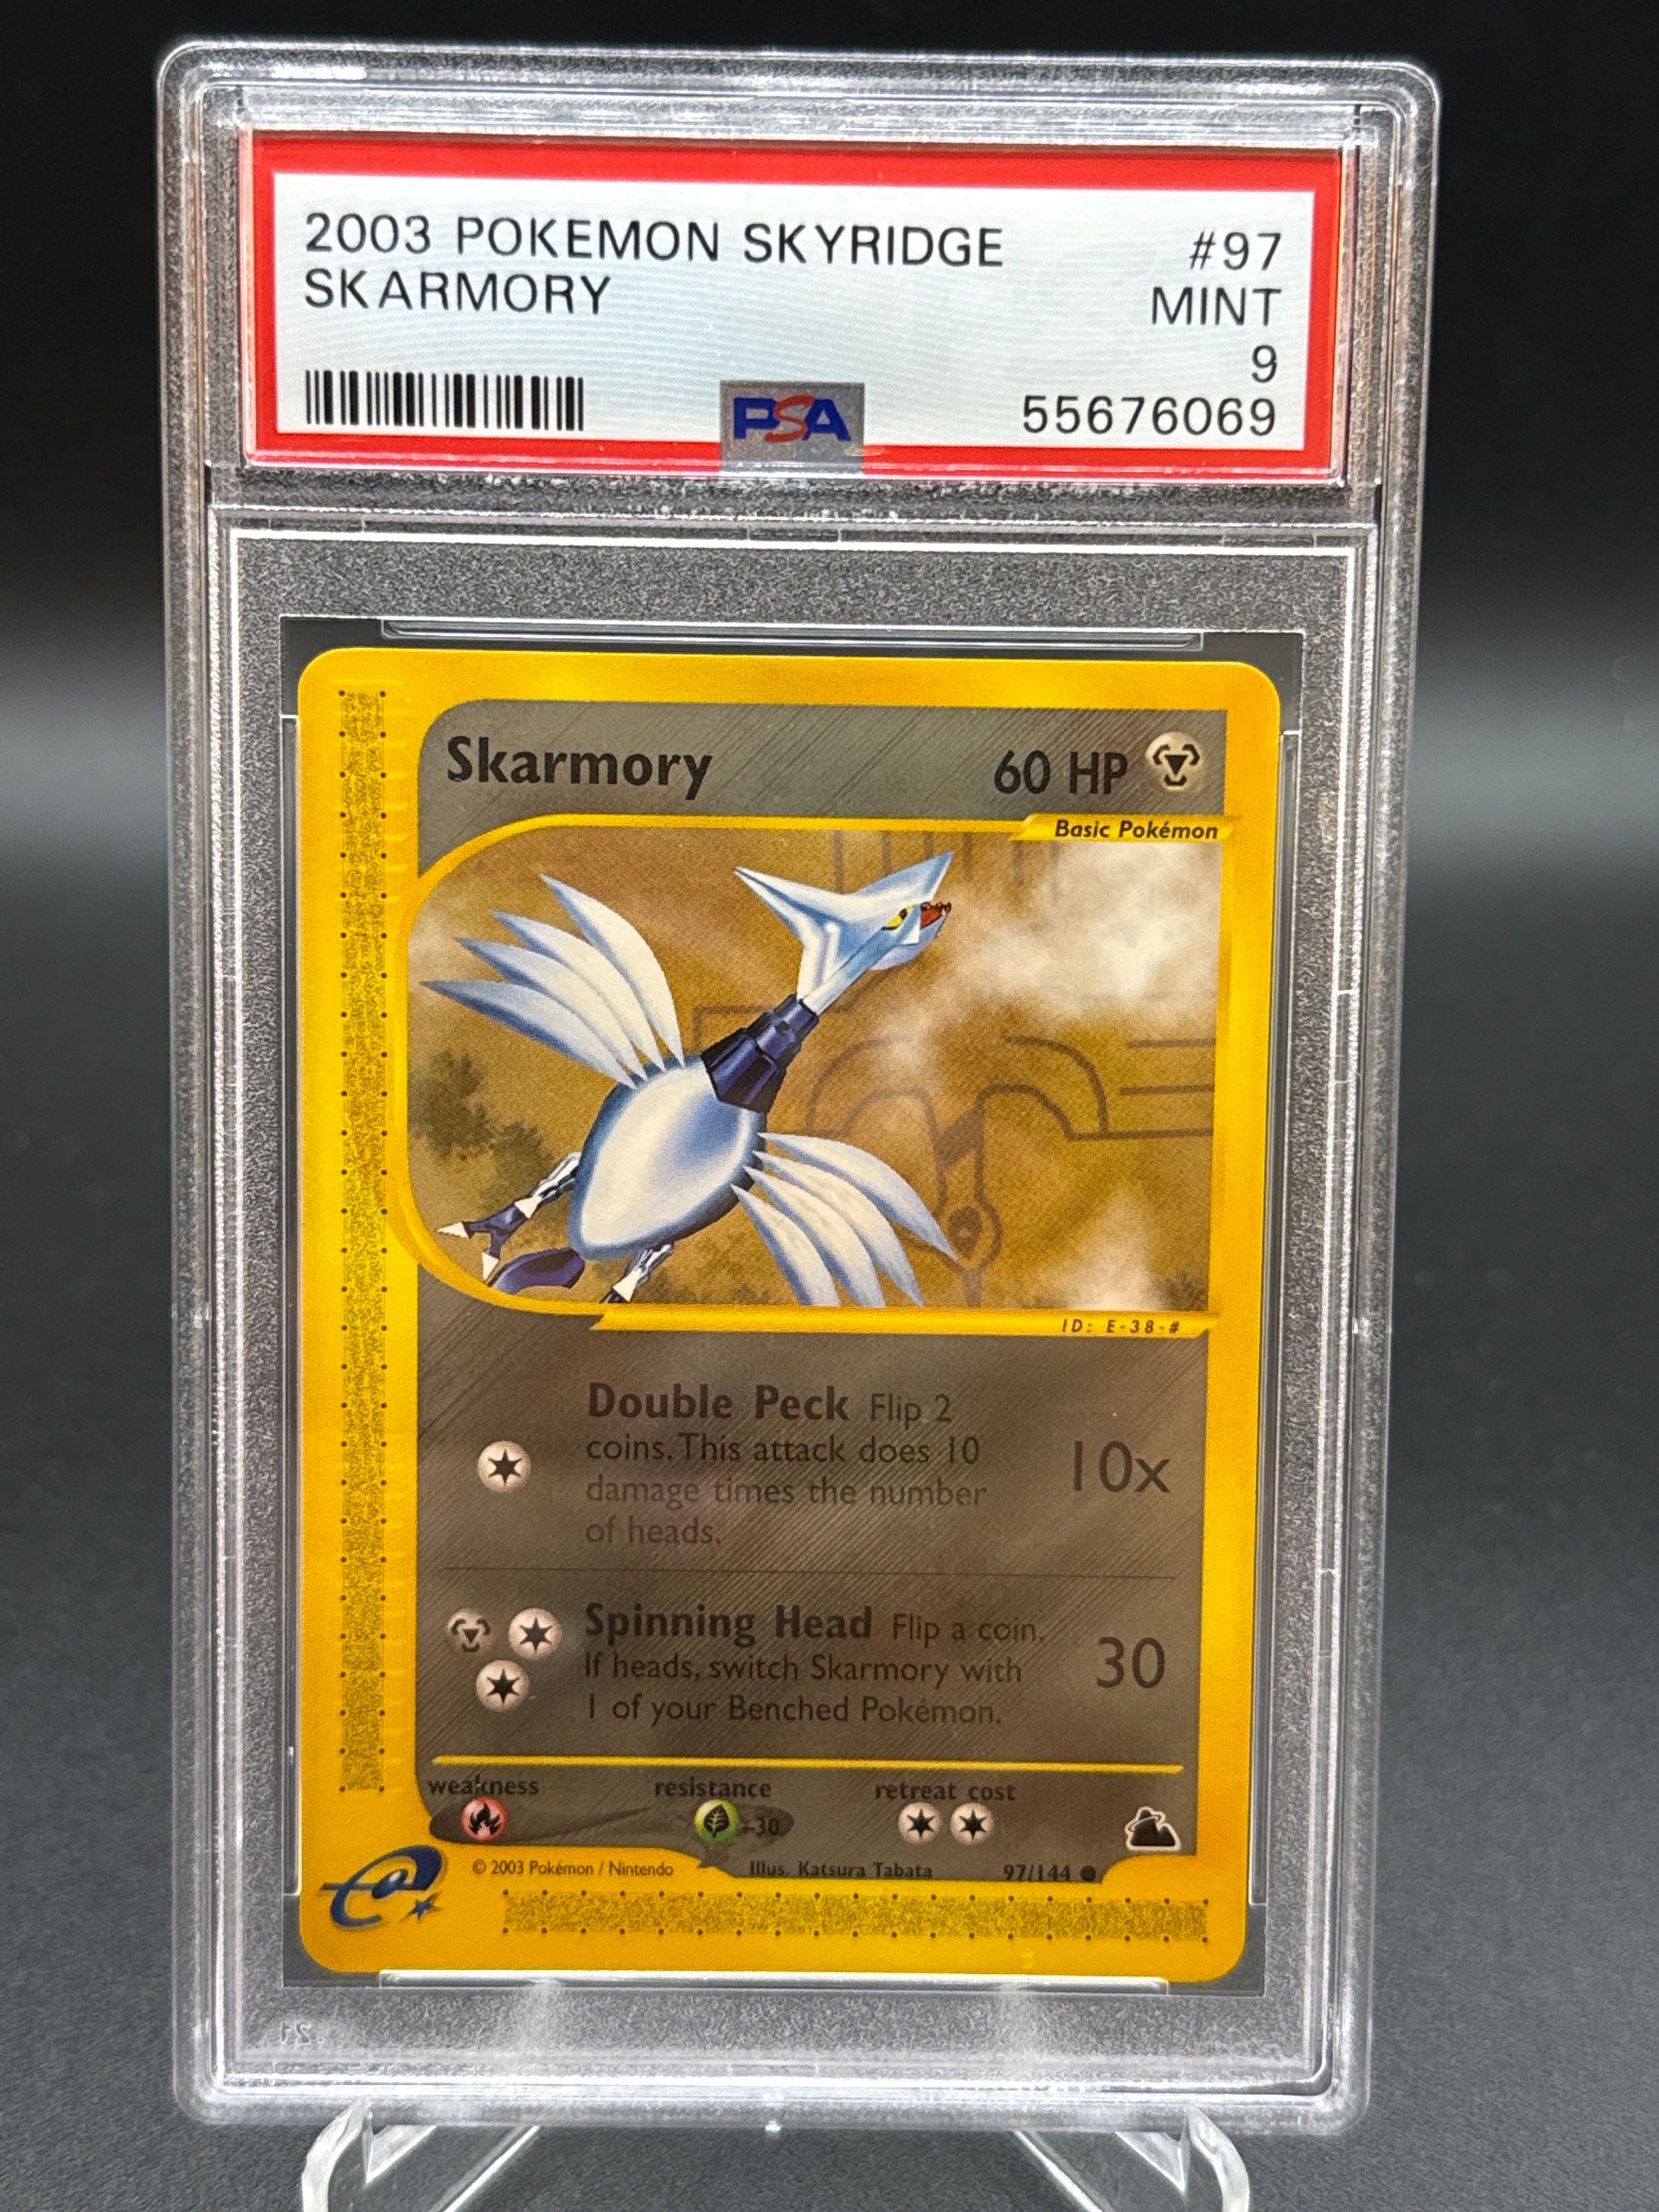 2003 POKEMON SKYRIDGE #97
SKARMORY MINT
9
PSA 55676069
Skarmory 60 HP
Basic Pokémon
ID: E-38-#
Double Peck Flip 2
coins. This attack does 10
damage times the number
of heads.
10x
Spinning Head Flip a coin.
If heads, switch Skarmory with
1 of your Benched Pokémon.
30
weakness resistance retreat cost
-30
e
© 2003 Pokémon / Nintendo Illus. Katsura Tabata 97/144